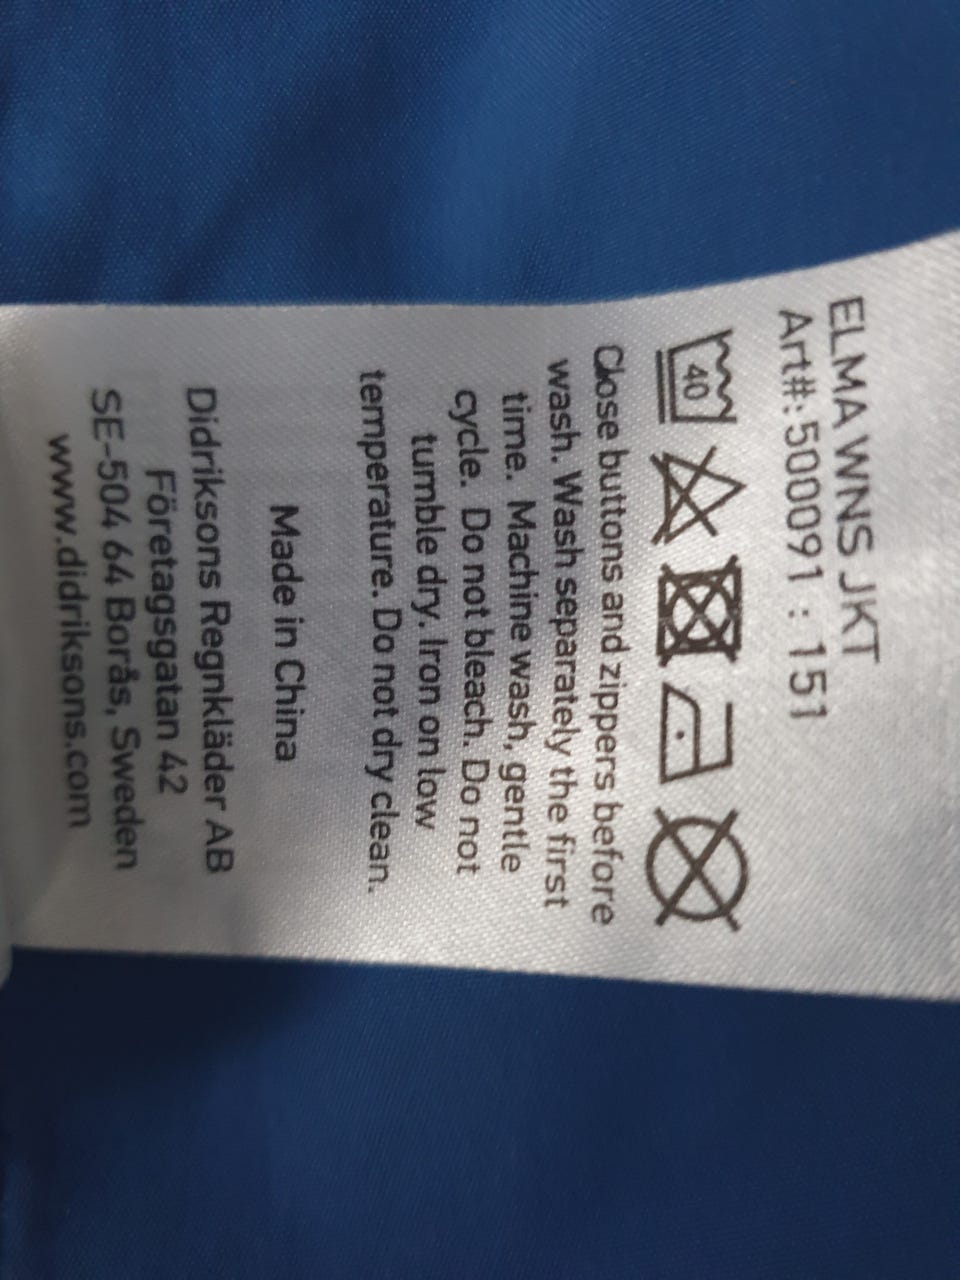 ELMA WNS JKT
Art#:500091 : 151
40
Close buttons and zippers before
wash. Wash separately the first
time. Machine wash, gentle
cycle. Do not bleach. Do not
tumble dry. Iron on low
temperature. Do not dry clean.
Made in China
Didriksons Regnkläder AB
Företagsgatan 42
SE-504 64 Borås, Sweden
www.didriksons.com